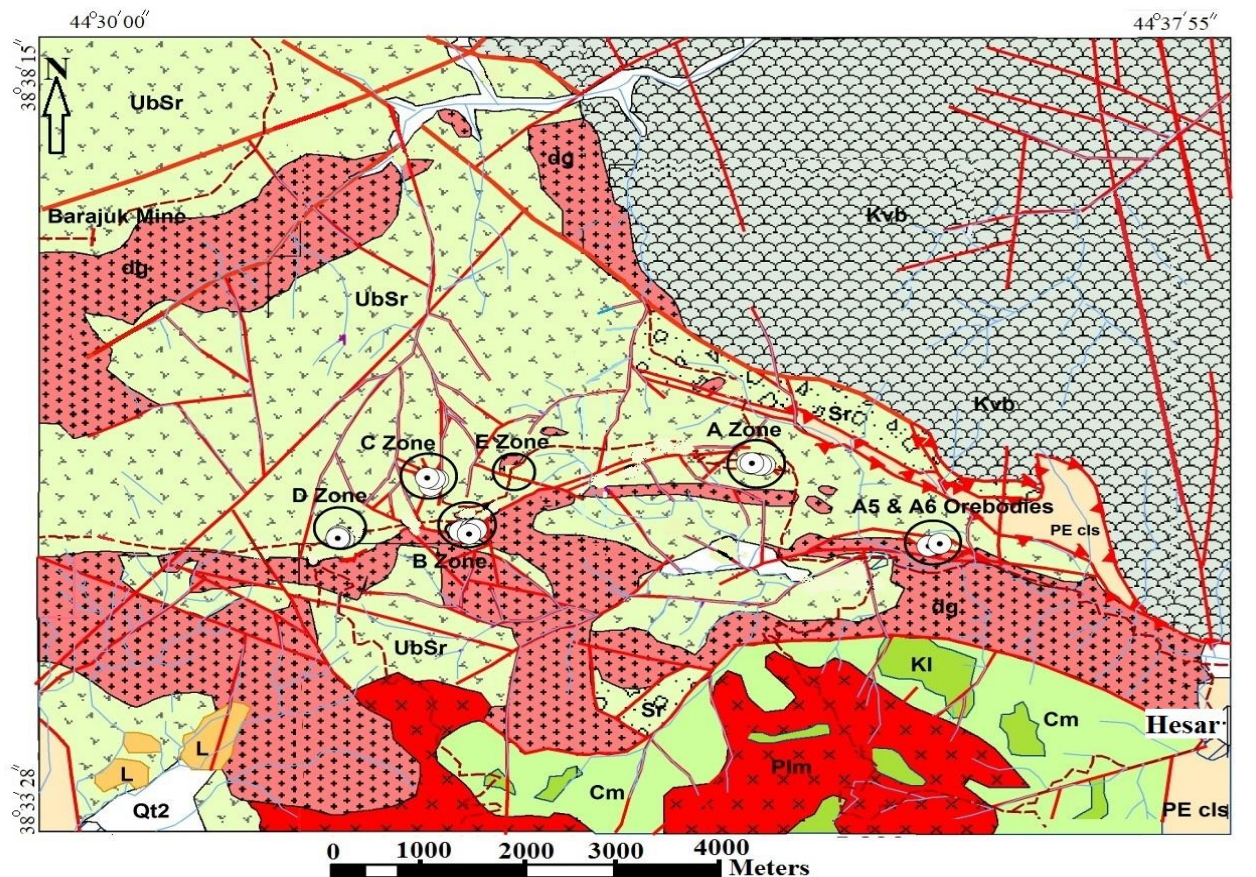 44°30′00″
44°37′55″
38°38′15″
N
UbSr
dg
Kvb
Barajuk Mine
dg
UbSr
Kvb
Sr
C Zone
E Zone
A Zone
D Zone
A5 & A6 Orebodies
PE cls
B Zone
dg
UbSr
Kl
Sr
Cm
Hesar
L
L
Plm
38°33′28″
Qt2
Cm
PE cls
0 1000 2000 3000 4000
Meters